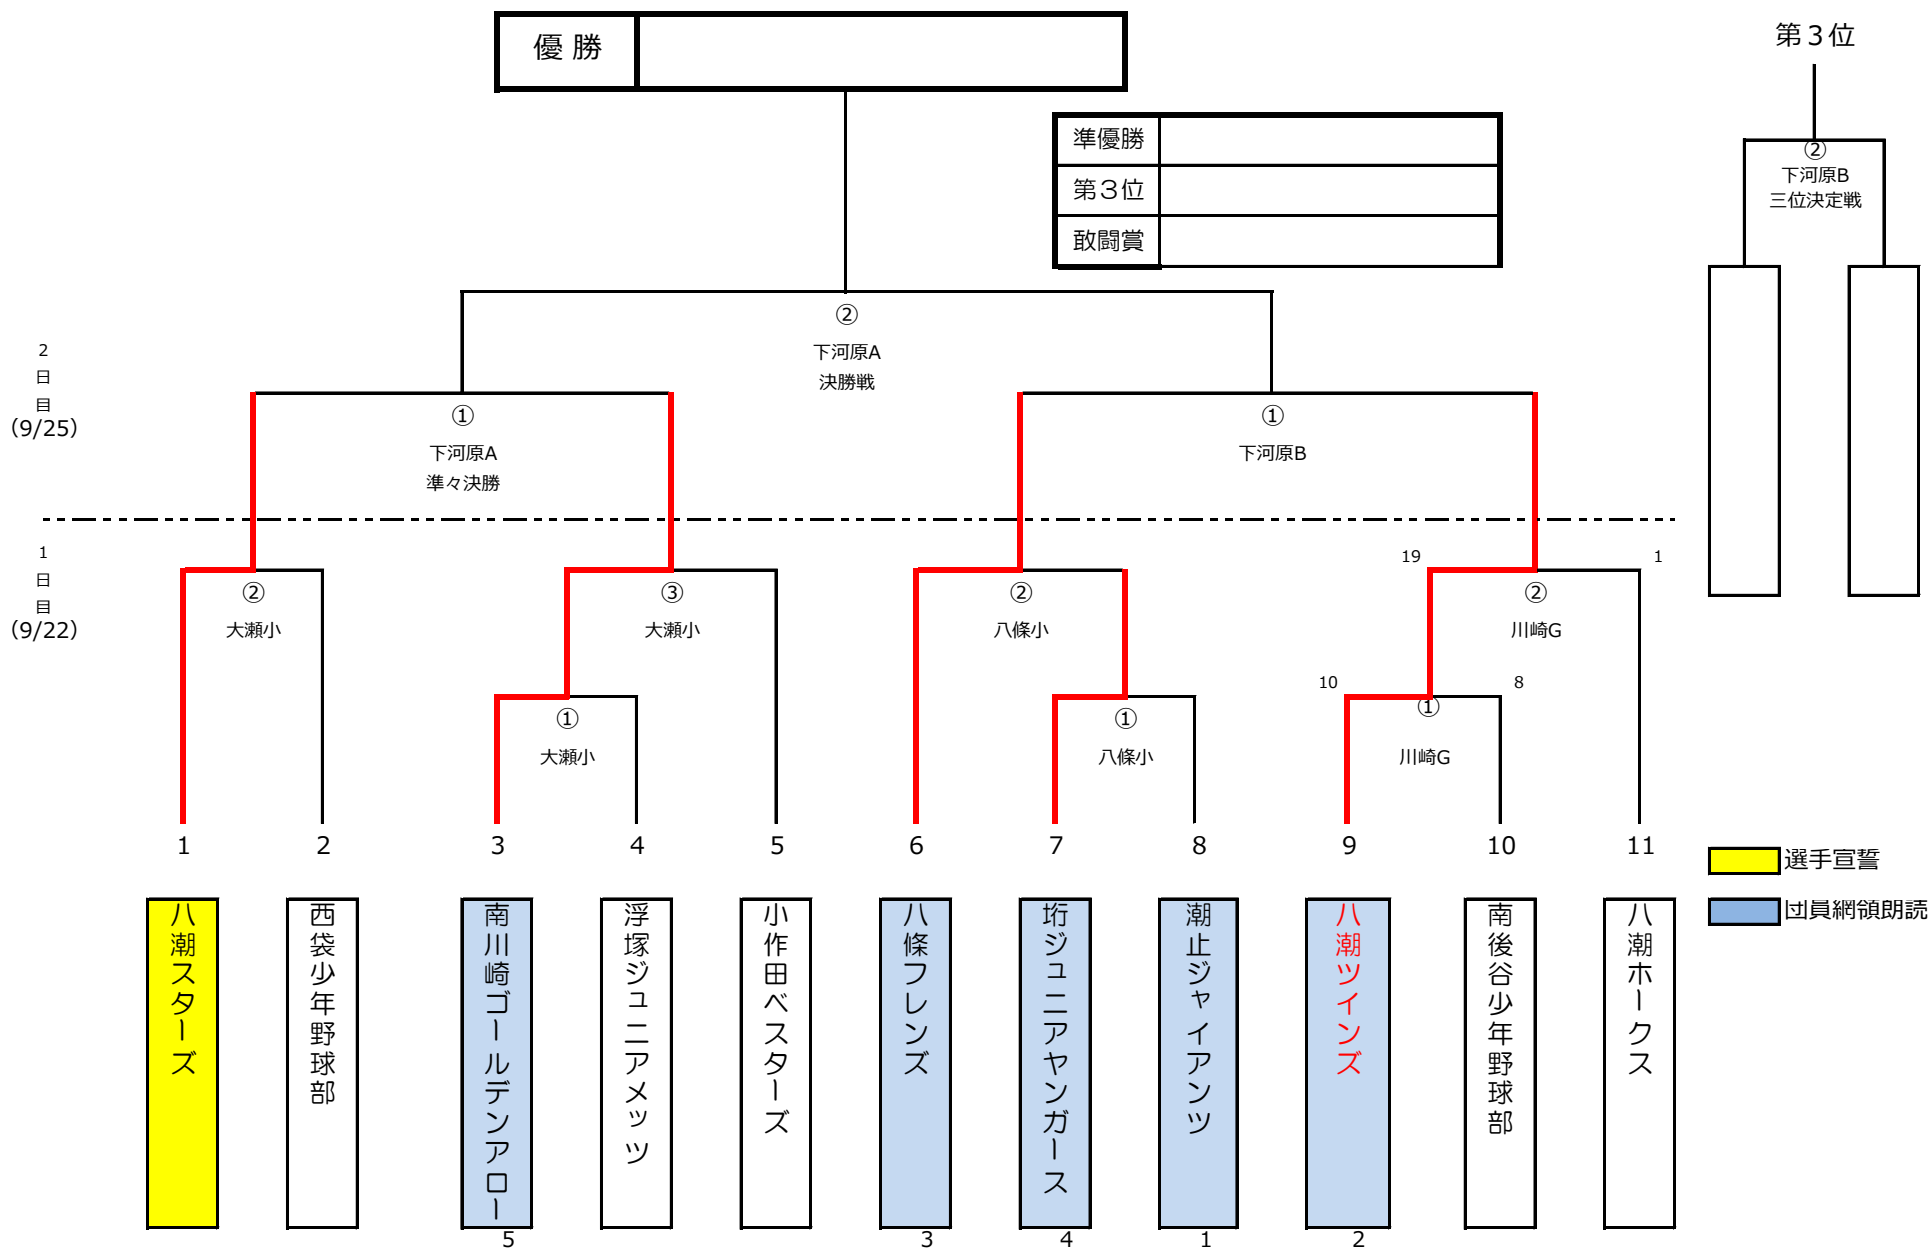 優 勝
第３位
準優勝
第３位
敢闘賞
②
下河原B
三位決定戦
②
下河原A
決勝戦
2
日
目
（9/25）
①
下河原A
準々決勝
①
下河原B
1
日
目
（9/22）
②
大瀬小
③
大瀬小
②
八條小
19
1
②
川崎G
①
大瀬小
①
八條小
10
8
①
川崎G
1
2
3
4
5
6
7
8
9
10
11
選手宣誓
団員網領朗読
八潮スターズ
西袋少年野球部
南川崎ゴールデンアロー
浮塚ジュニアメッツ
小作田ベスターズ
八條フレンズ
垳ジュニアヤンガース
潮止ジャイアンツ
八潮ツインズ
南後谷少年野球部
八潮ホークス
5
3
4
1
2